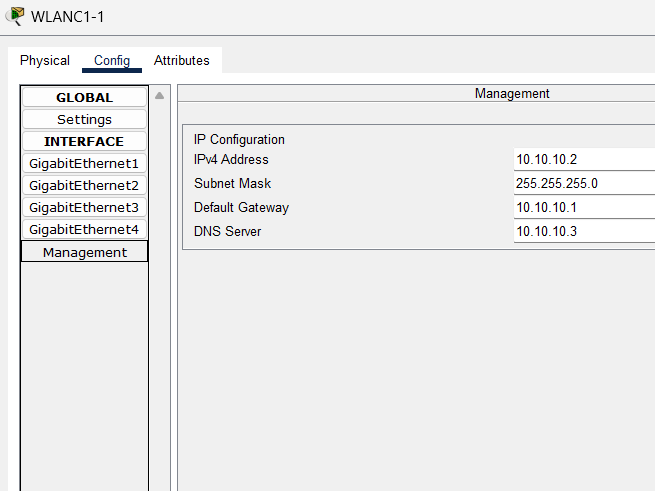 WLANC1-1
Physical Config Attributes
GLOBAL
Settings
INTERFACE
GigabitEthernet1
GigabitEthernet2
GigabitEthernet3
GigabitEthernet4
Management
Management
IP Configuration
IPv4 Address 10.10.10.2
Subnet Mask 255.255.255.0
Default Gateway 10.10.10.1
DNS Server 10.10.10.3